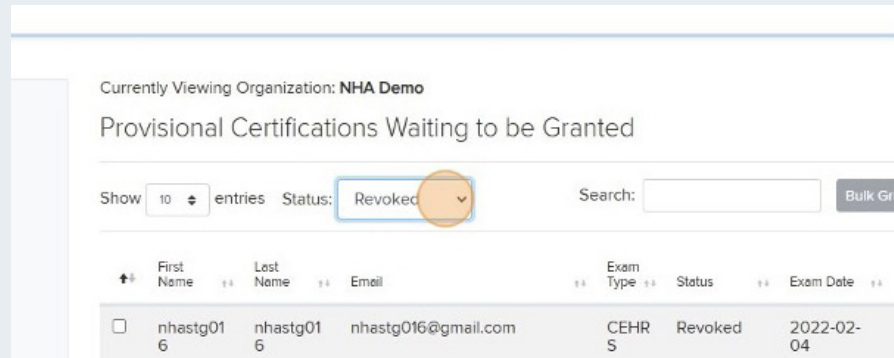 Currently Viewing Organization: NHA Demo
Provisional Certifications Waiting to be Granted
Show 10 entries Status: Revoked Search: Bulk Gr
First Name Last Name Email Exam Type Status Exam Date
nhastg01 nhastg01 nhastg016@gmail.com CEHR Revoked 2022-02-
6 6 S 04